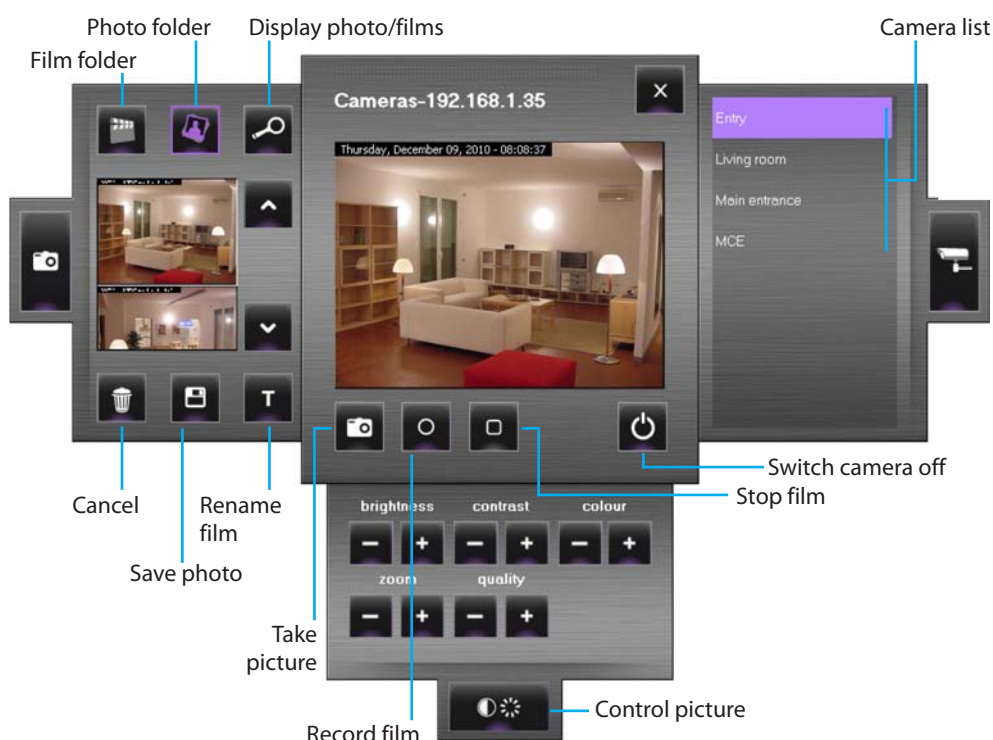 Photo folder
Display photo/films
Camera list
Film folder
Cameras-192.168.1.35
X
Entry
Thursday, December 09, 2010 - 08:08:37
Living room
Main entrance
MCE
T
Switch camera off
Stop film
Cancel
Rename
film
Save photo
brightness
contrast
colour
- + - + - +
zoom
quality
- + - +
Take
picture
Control picture
Record film